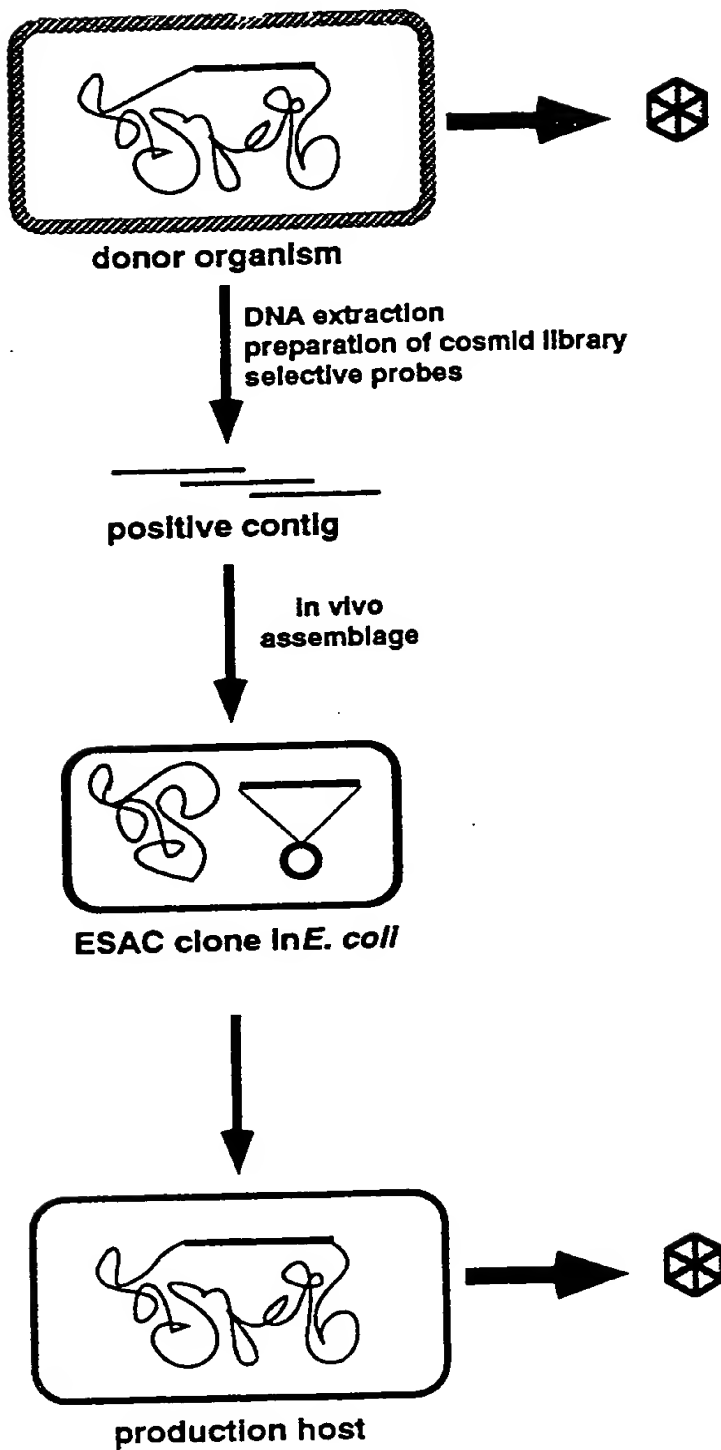 donor organism
DNA extraction
preparation of cosmid library
selective probes
positive contig
in vivo
assemblage
ESAC clone in E. coli
production host